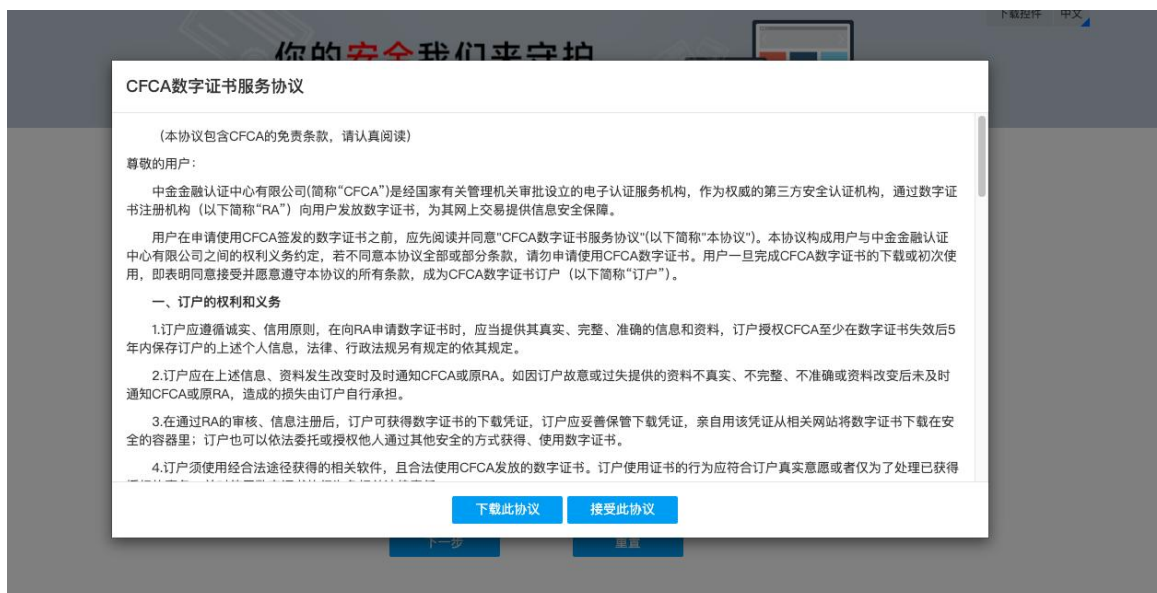 下载控件 中文
你的安全我们来守护
CFCA数字证书服务协议
(本协议包含CFCA的免责条款，请认真阅读)
尊敬的用户：
中金金融认证中心有限公司(简称“CFCA”)是经国家有关管理机关审批设立的电子认证服务机构，作为权威的第三方安全认证机构，通过数字证
书注册机构（以下简称“RA”）向用户发放数字证书，为其网上交易提供信息安全保障。
用户在申请使用CFCA签发的数字证书之前，应先阅读并同意"CFCA数字证书服务协议"(以下简称"本协议")。本协议构成用户与中金金融认证
中心有限公司之间的权利义务约定，若不同意本协议全部或部分条款，请勿申请使用CFCA数字证书。用户一旦完成CFCA数字证书的下载或初次使
用，即表明同意接受并愿意遵守本协议的所有条款，成为CFCA数字证书订户（以下简称“订户”）。
一、订户的权利和义务
1.订户应遵循诚实、信用原则，在向RA申请数字证书时，应当提供其真实、完整、准确的信息和资料，订户授权CFCA至少在数字证书失效后5
年内保存订户的上述个人信息，法律、行政法规另有规定的依其规定。
2.订户应在上述信息、资料发生改变时及时通知CFCA或原RA。如因订户故意或过失提供的资料不真实、不完整、不准确或资料改变后未及时
通知CFCA或原RA，造成的损失由订户自行承担。
3.在通过RA的审核、信息注册后，订户可获得数字证书的下载凭证，订户应妥善保管下载凭证，亲自用该凭证从相关网站将数字证书下载在安
全的容器里；订户也可以依法委托或授权他人通过其他安全的方式获得、使用数字证书。
4.订户须使用经合法途径获得的相关软件，且合法使用CFCA发放的数字证书。订户使用证书的行为应符合订户真实意愿或者仅为了处理已获得
下载此协议 接受此协议
下一步 重置